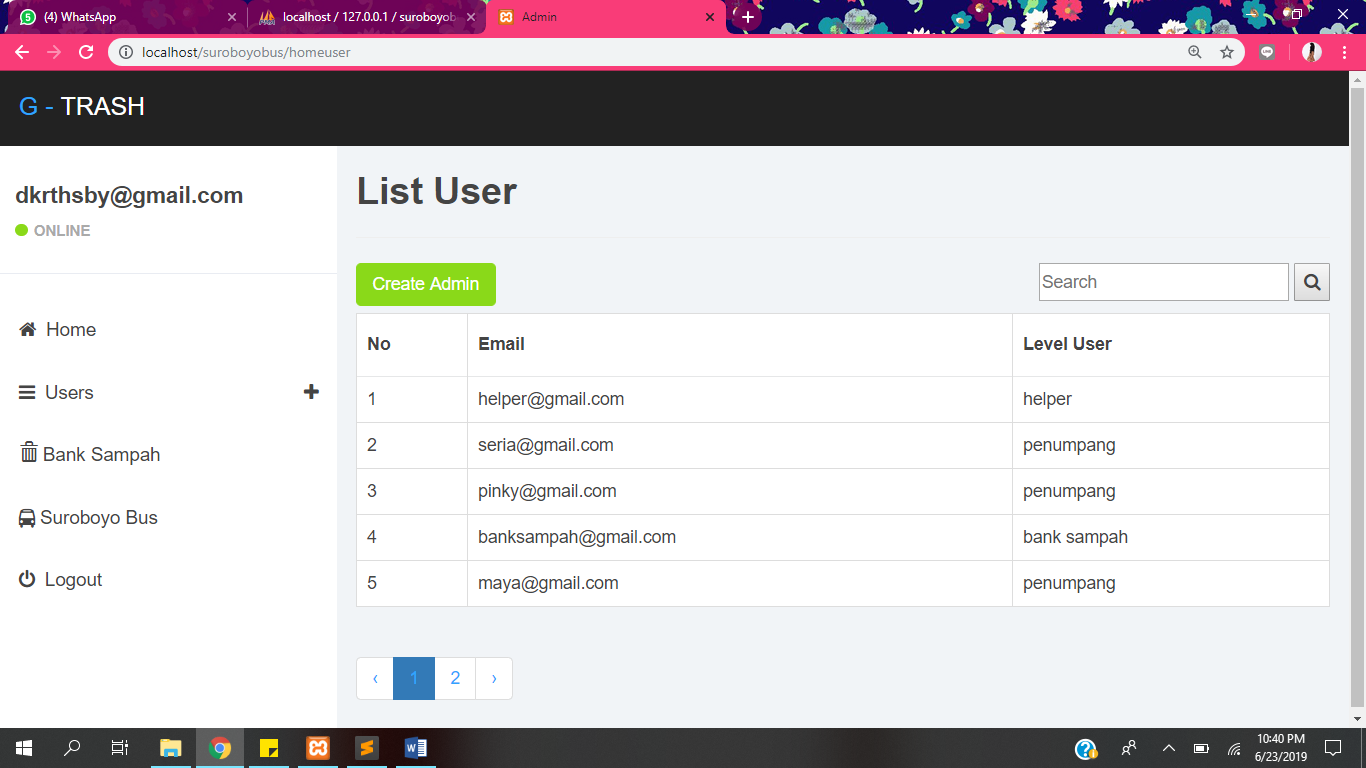 5 (4) WhatsApp
localhost / 127.0.0.1 / suroboyob
Admin
localhost/suroboyobus/homeuser
G - TRASH
dkrthsby@gmail.com
ONLINE
Home
Users
Bank Sampah
Suroboyo Bus
Logout
List User
Create Admin
Search
No Email Level User
1 helper@gmail.com helper
2 seria@gmail.com penumpang
3 pinky@gmail.com penumpang
4 banksampah@gmail.com bank sampah
5 maya@gmail.com penumpang
‹ 1 2 ›
10:40 PM
6/23/2019